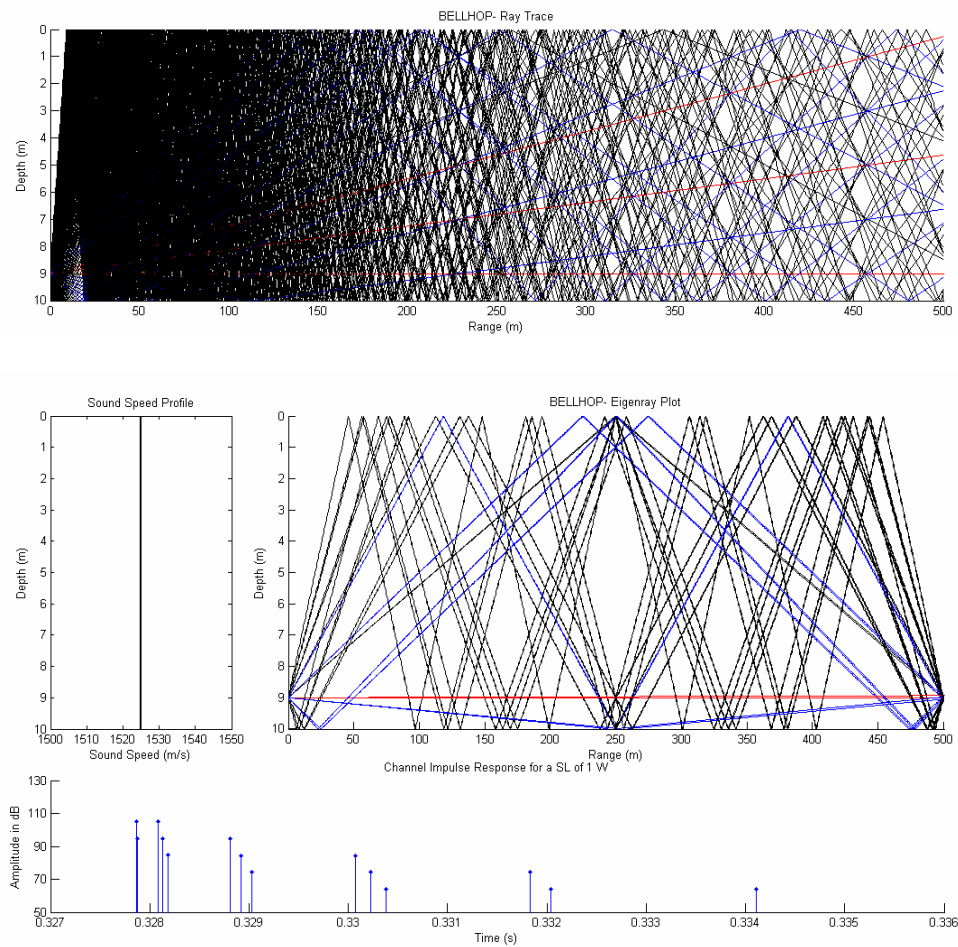 BELLHOP- Ray Trace
0
1
2
3
4
5
6
7
8
9
10
Depth (m)
0 50 100 150 200 250 300 350 400 450 500
Range (m)
Sound Speed Profile
0
1
2
3
4
5
6
7
8
9
10
Depth (m)
1500 1510 1520 1530 1540 1550
Sound Speed (m/s)
BELLHOP- Eigenray Plot
0
1
2
3
4
5
6
7
8
9
10
Depth (m)
0 50 100 150 200 250 300 350 400 450 500
Range (m)
Channel Impulse Response for a SL of 1 W
130
110
90
70
50
Amplitude in dB
0.327 0.328 0.329 0.33 0.331 0.332 0.333 0.334 0.335 0.336
Time (s)